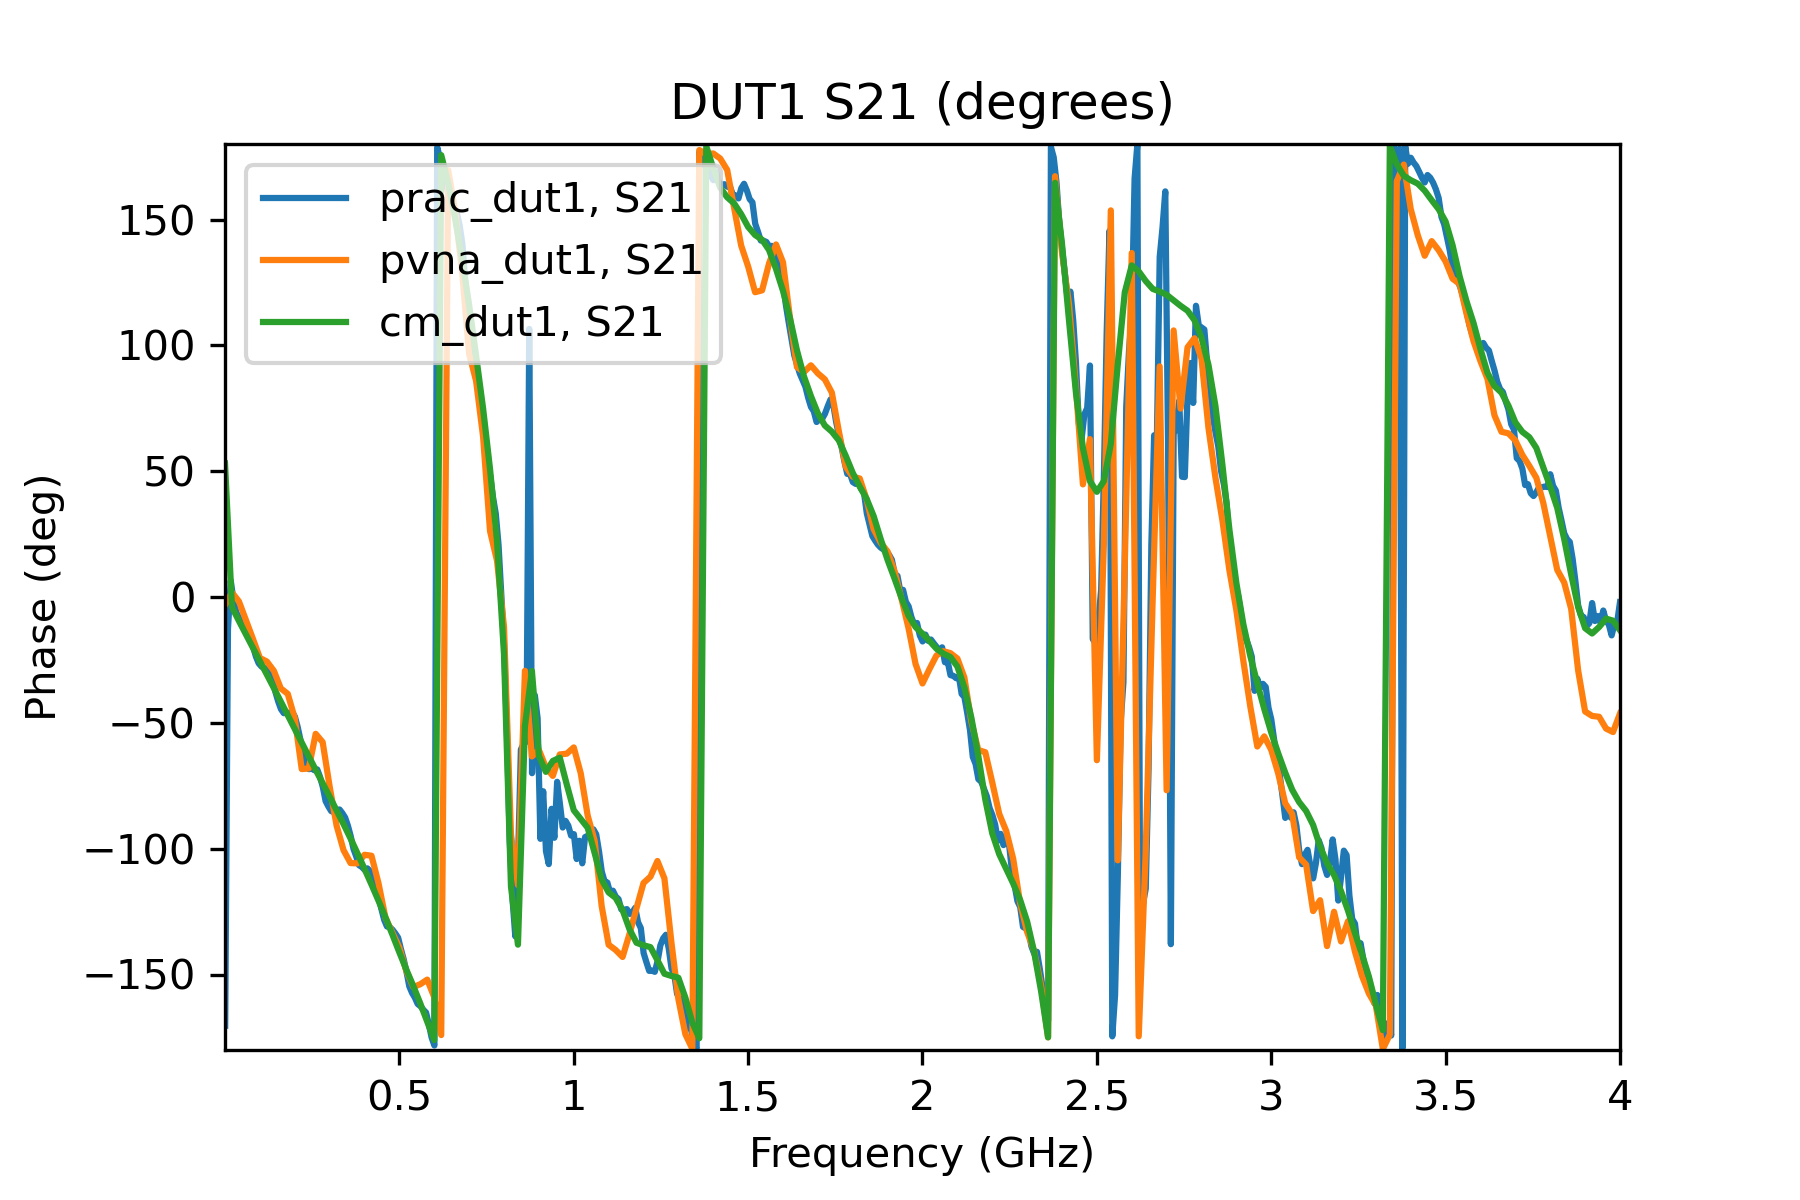 DUT1 S21 (degrees)
prac_dut1, S21
pvna_dut1, S21
cm_dut1, S21
Phase (deg)
150
100
50
0
−50
−100
−150
0.5 1 1.5 2 2.5 3 3.5 4
Frequency (GHz)